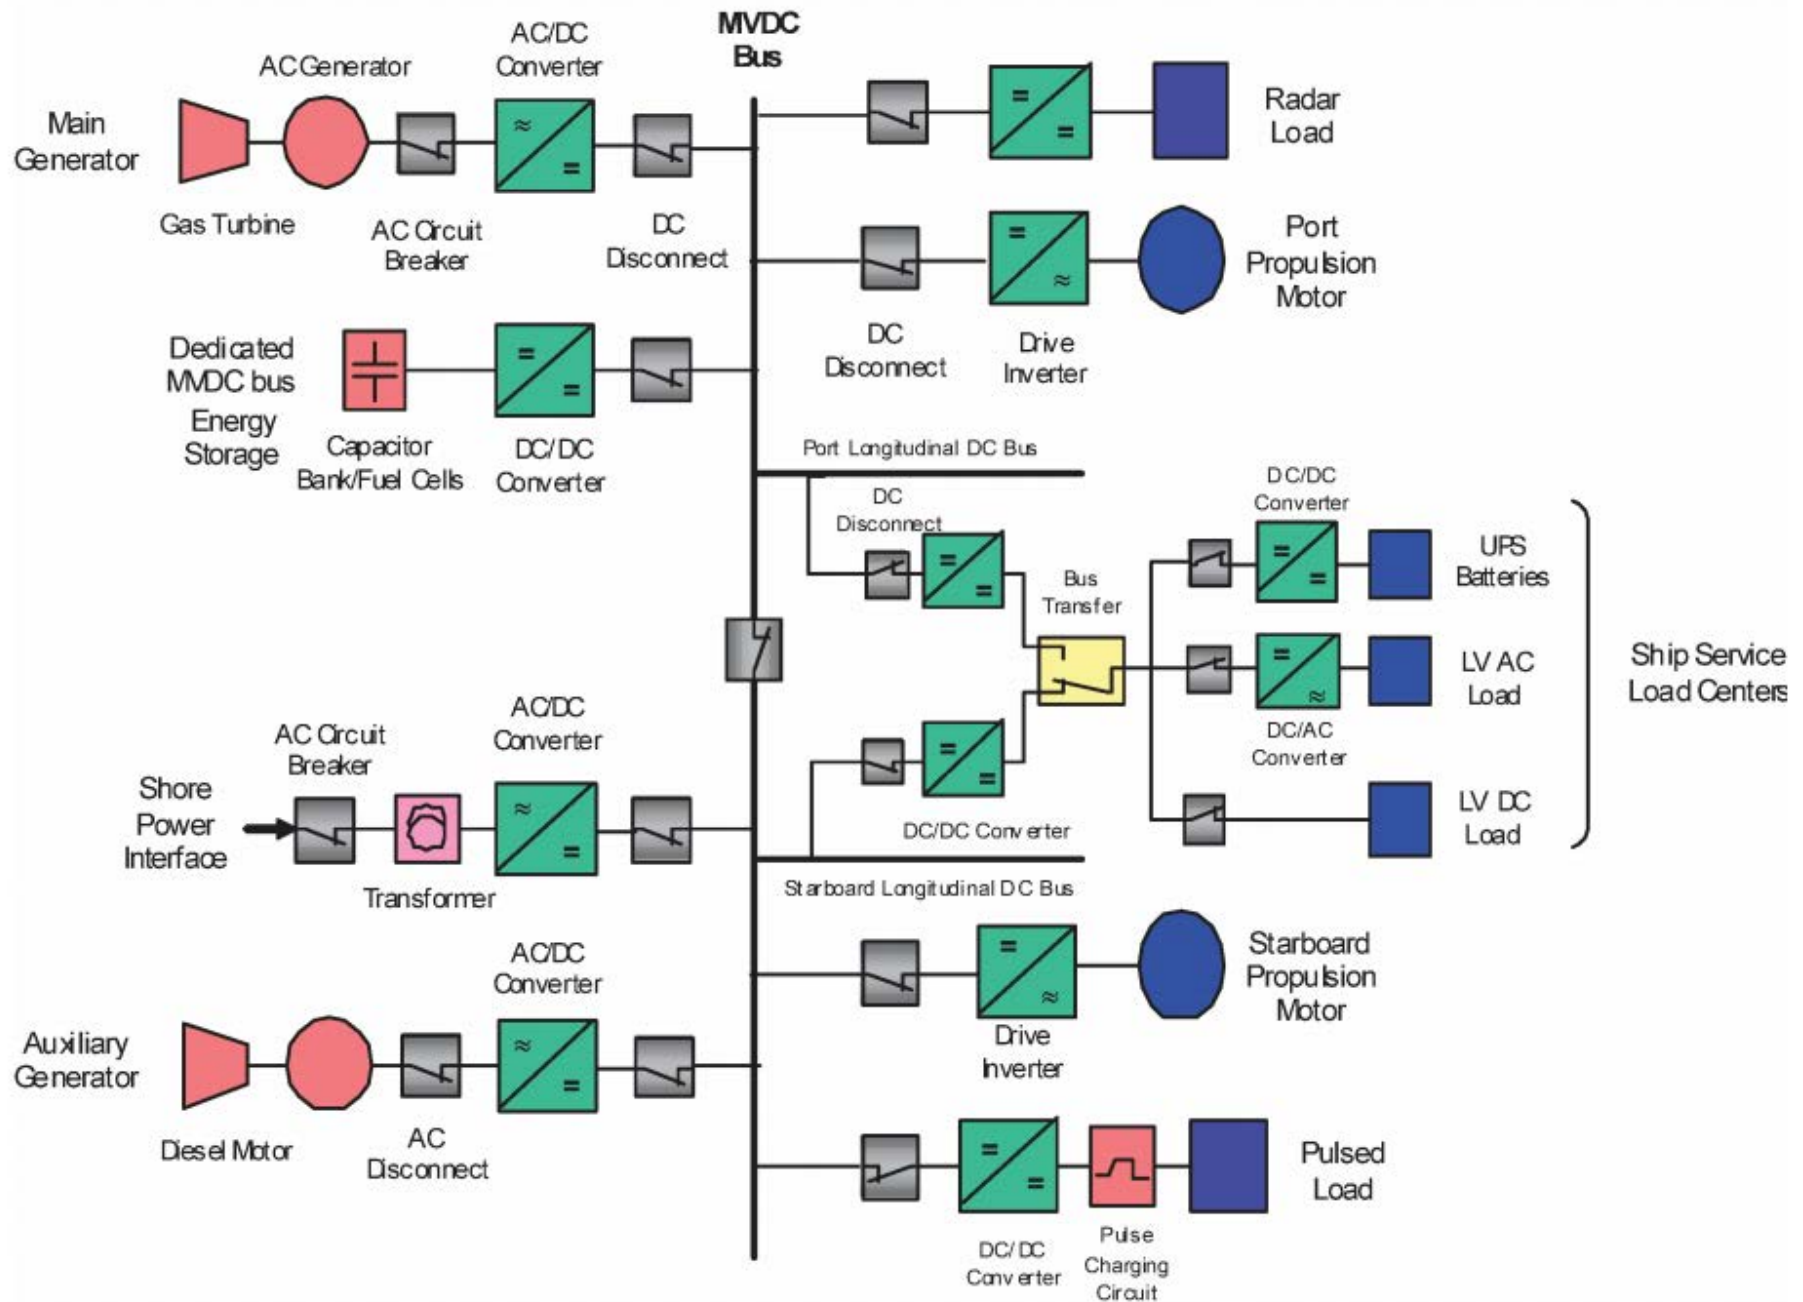 MVDC
Bus
AC/DC
Converter
AC Generator
Main
Generator
Gas Turbine
AC Circuit
Breaker
DC
Disconnect
Radar
Load
Port
Propulsion
Motor
DC
Disconnect
Drive
Inverter
Dedicated
MVDC bus
Energy
Storage
Capacitor
Bank/Fuel Cells
DC/DC
Converter
Port Longitudinal DC Bus
DC
Disconnect
Bus
Transfer
DC/DC
Converter
UPS
Batteries
LV AC
Load
DC/AC
Converter
LV DC
Load
Ship Service
Load Centers
DC/DC Converter
Starboard Longitudinal DC Bus
AC Circuit
Breaker
AC/DC
Converter
Shore
Power
Interface
Transformer
AC/DC
Converter
Auxiliary
Generator
Diesel Motor
AC
Disconnect
Starboard
Propulsion
Motor
Drive
Inverter
Pulsed
Load
DC/DC
Converter
Pulse
Charging
Circuit